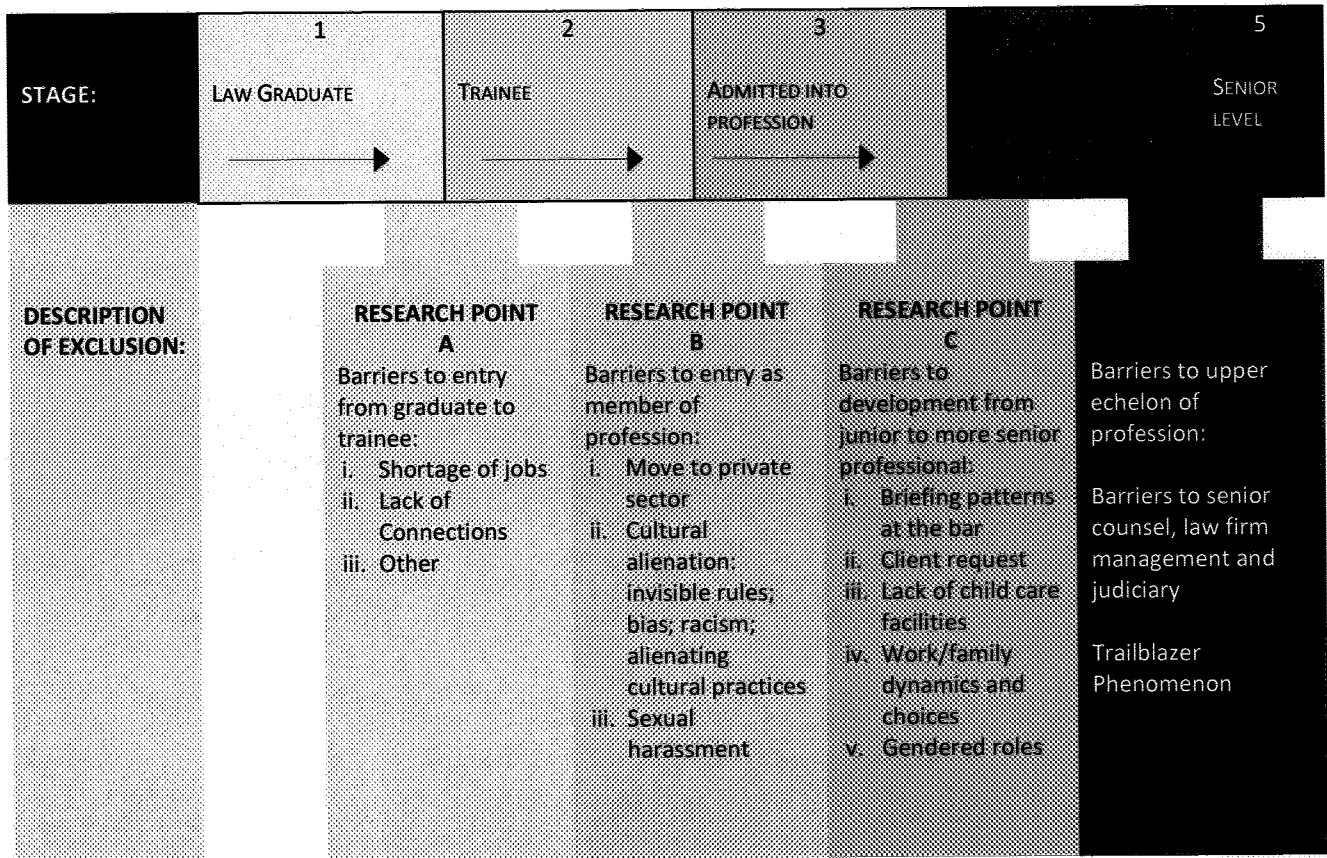 STAGE:
1
LAW GRADUATE
2
TRAINEE
3
ADMITTED INTO
PROFESSION
5
SENIOR
LEVEL
DESCRIPTION
OF EXCLUSION:
RESEARCH POINT
A
Barriers to entry
from graduate to
trainee:
i. Shortage of jobs
ii. Lack of
Connections
iii. Other
RESEARCH POINT
B
Barriers to entry as
member of
profession:
i. Move to private
sector
ii. Cultural
alienation:
invisible rules;
bias; racism;
alienating
cultural practices
iii. Sexual
harassment
RESEARCH POINT
C
Barriers to
development from
junior to more senior
professional:
i. Briefing patterns
at the bar
ii. Client request
iii. Lack of child care
facilities
iv. Work/family
dynamics and
choices
v. Gendered roles
Barriers to upper
echelon of
profession:
Barriers to senior
counsel, law firm
management and
judiciary
Trailblazer
Phenomenon